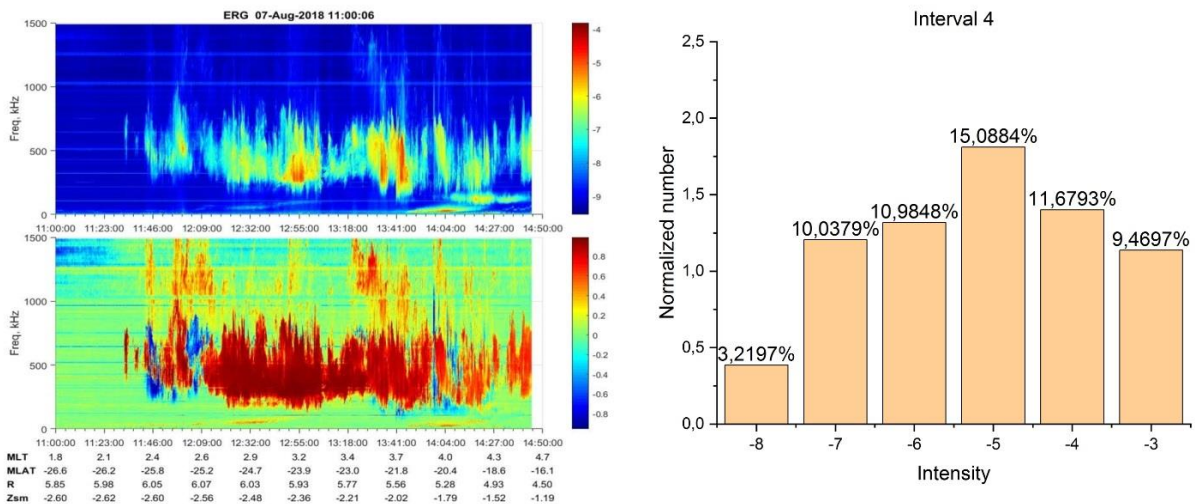 ERG 07-Aug-2018 11:00:06
1500
1000
500
0
Freq, kHz
11:00:00 11:23:00 11:46:00 12:09:00 12:32:00 12:55:00 13:18:00 13:41:00 14:04:00 14:27:00 14:50:00
-4
-5
-6
-7
-8
-9
1500
1000
500
0
Freq, kHz
11:00:00 11:23:00 11:46:00 12:09:00 12:32:00 12:55:00 13:18:00 13:41:00 14:04:00 14:27:00 14:50:00
0.8
0.6
0.4
0.2
0
-0.2
-0.4
-0.6
-0.8
MLT 1.8 2.1 2.4 2.6 2.9 3.2 3.4 3.7 4.0 4.3 4.7
MLAT -26.6 -26.2 -25.8 -25.2 -24.7 -23.9 -23.0 -21.8 -20.4 -18.6 -16.1
R 5.85 5.98 6.05 6.07 6.03 5.93 5.77 5.56 5.28 4.93 4.50
Zsm -2.60 -2.62 -2.60 -2.56 -2.48 -2.36 -2.21 -2.02 -1.79 -1.52 -1.19
Interval 4
2,5
2,0
1,5
1,0
0,5
0,0
Normalized number
3,2197%
10,0379%
10,9848%
15,0884%
11,6793%
9,4697%
-8 -7 -6 -5 -4 -3
Intensity